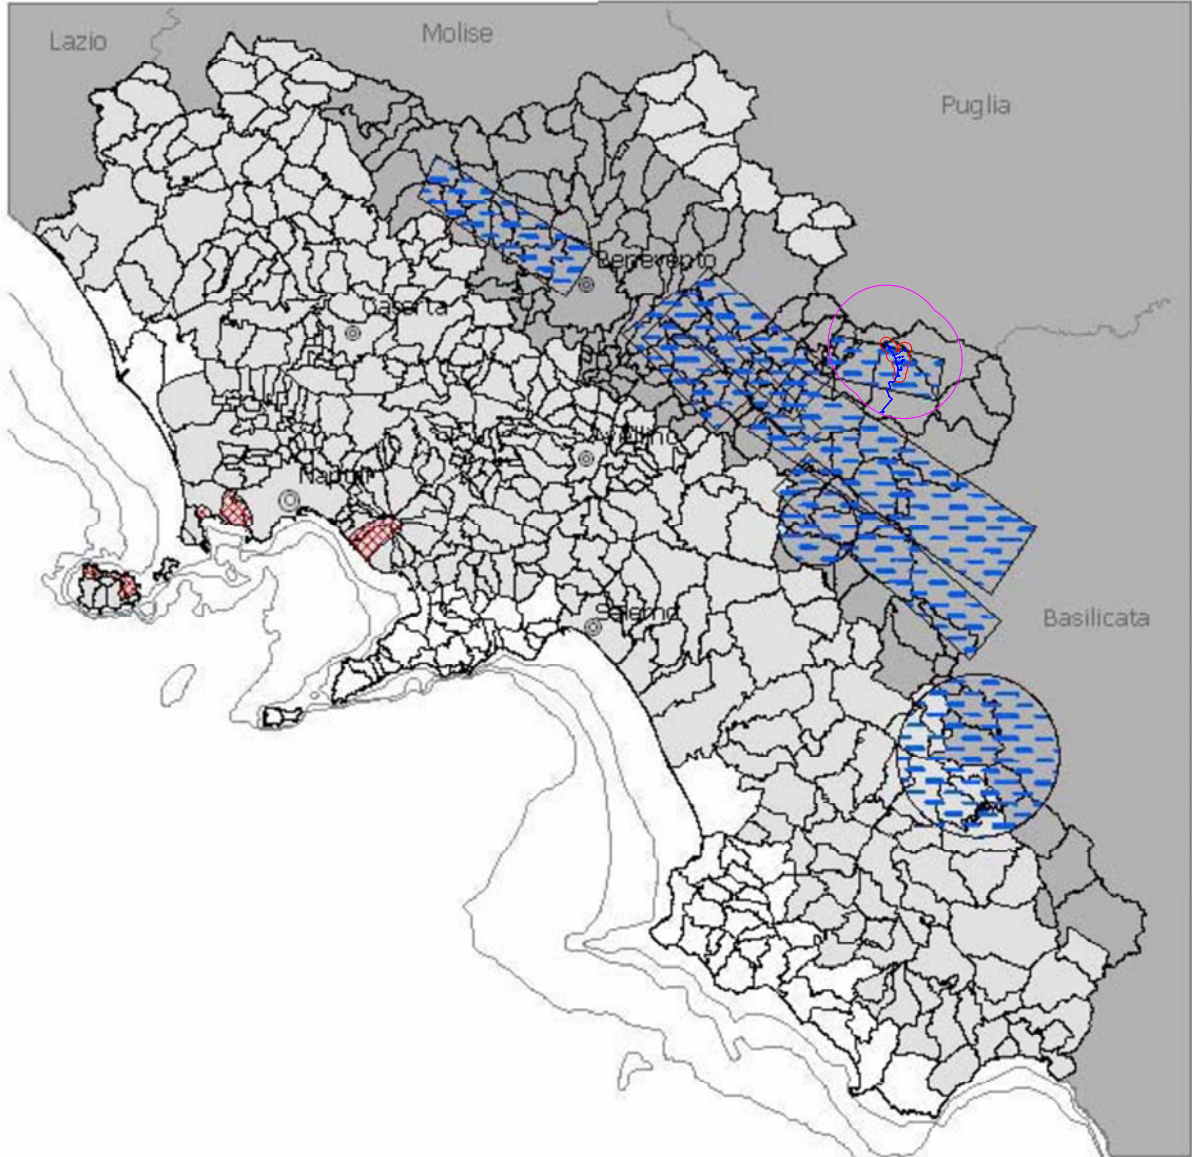 Lazio
Molise
Puglia
Benevento
Caserta
Avellino
Napoli
Salerno
Basilicata